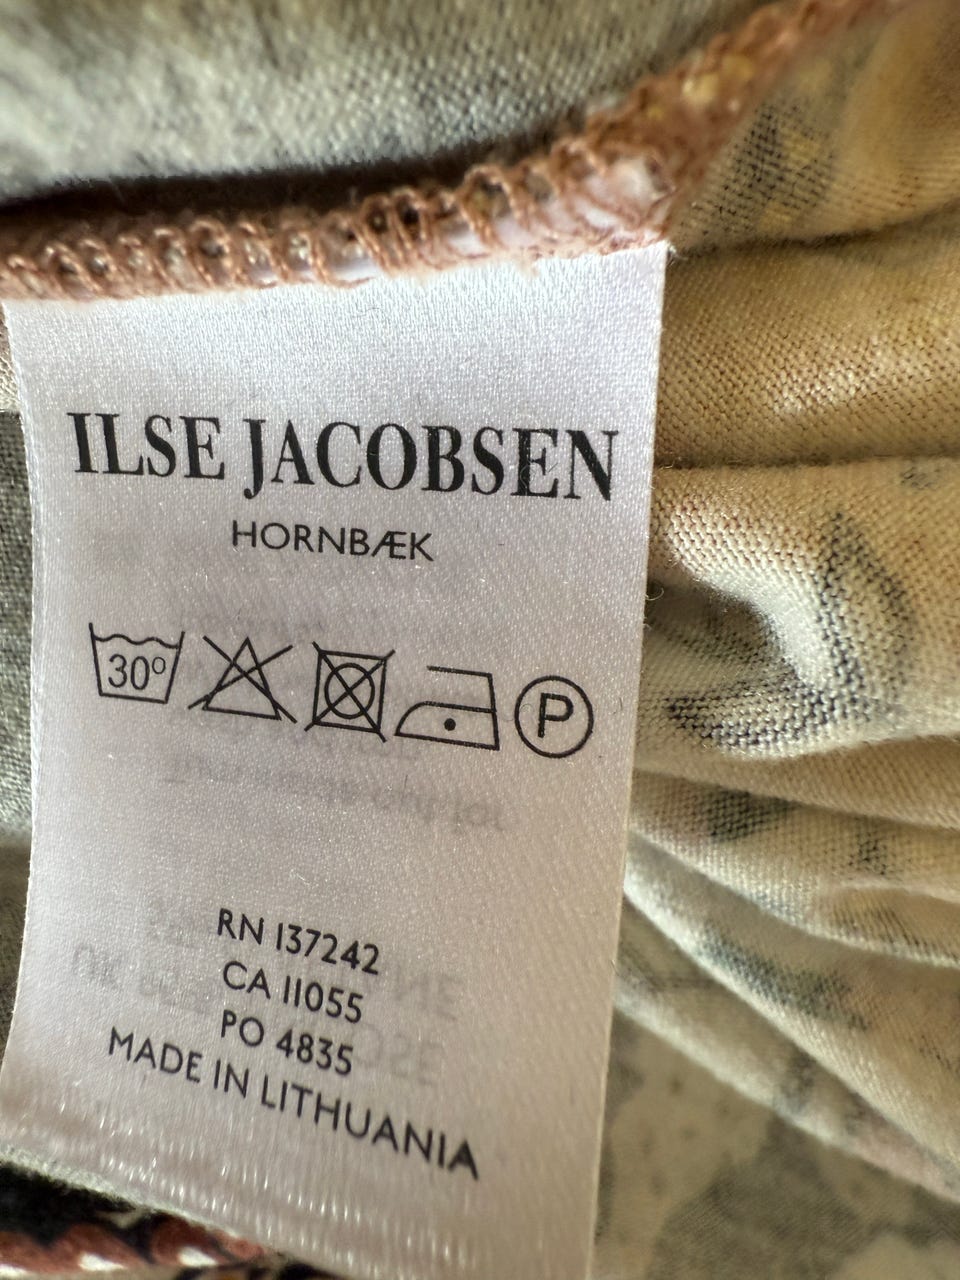 ILSE JACOBSEN
HORNBÆK
30°
P
RN 137242
CA 11055
PO 4835
MADE IN LITHUANIA